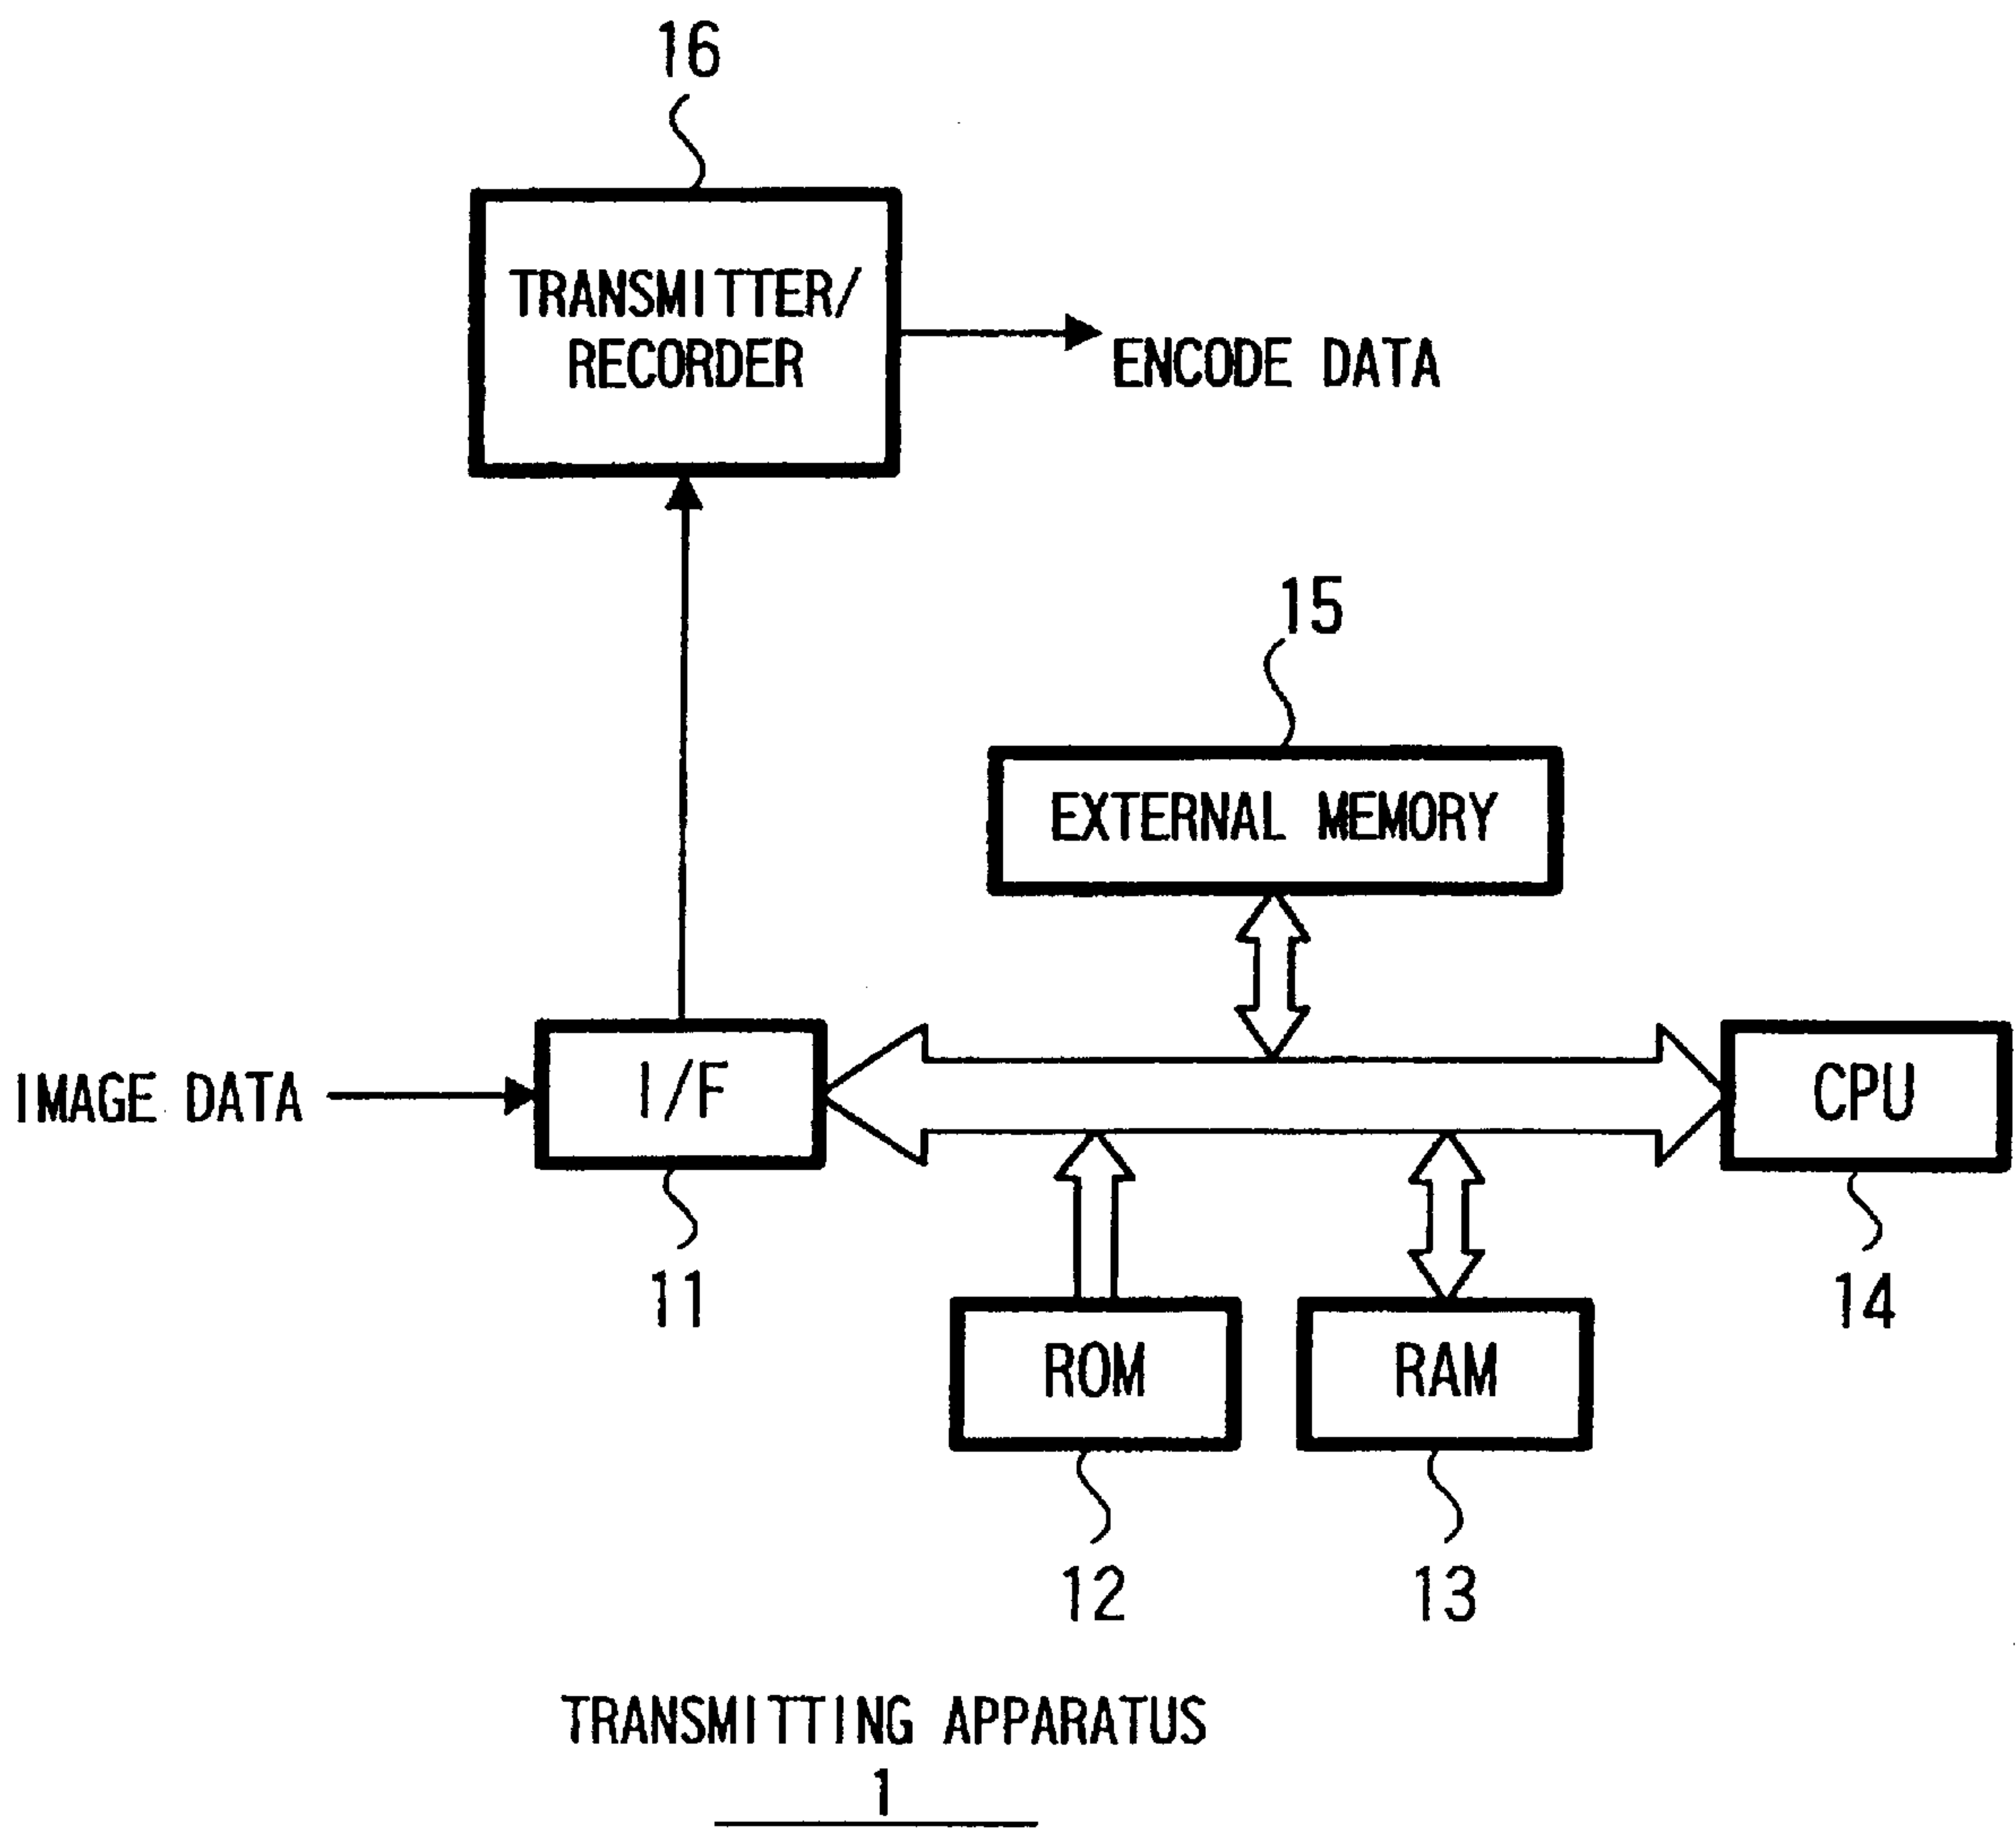 16
TRANSMITTER/
RECORDER
ENCODE DATA
15
EXTERNAL MEMORY
IMAGE DATA
I/F
CPU
11
14
ROM
RAM
12
13
TRANSMITTING APPARATUS
1